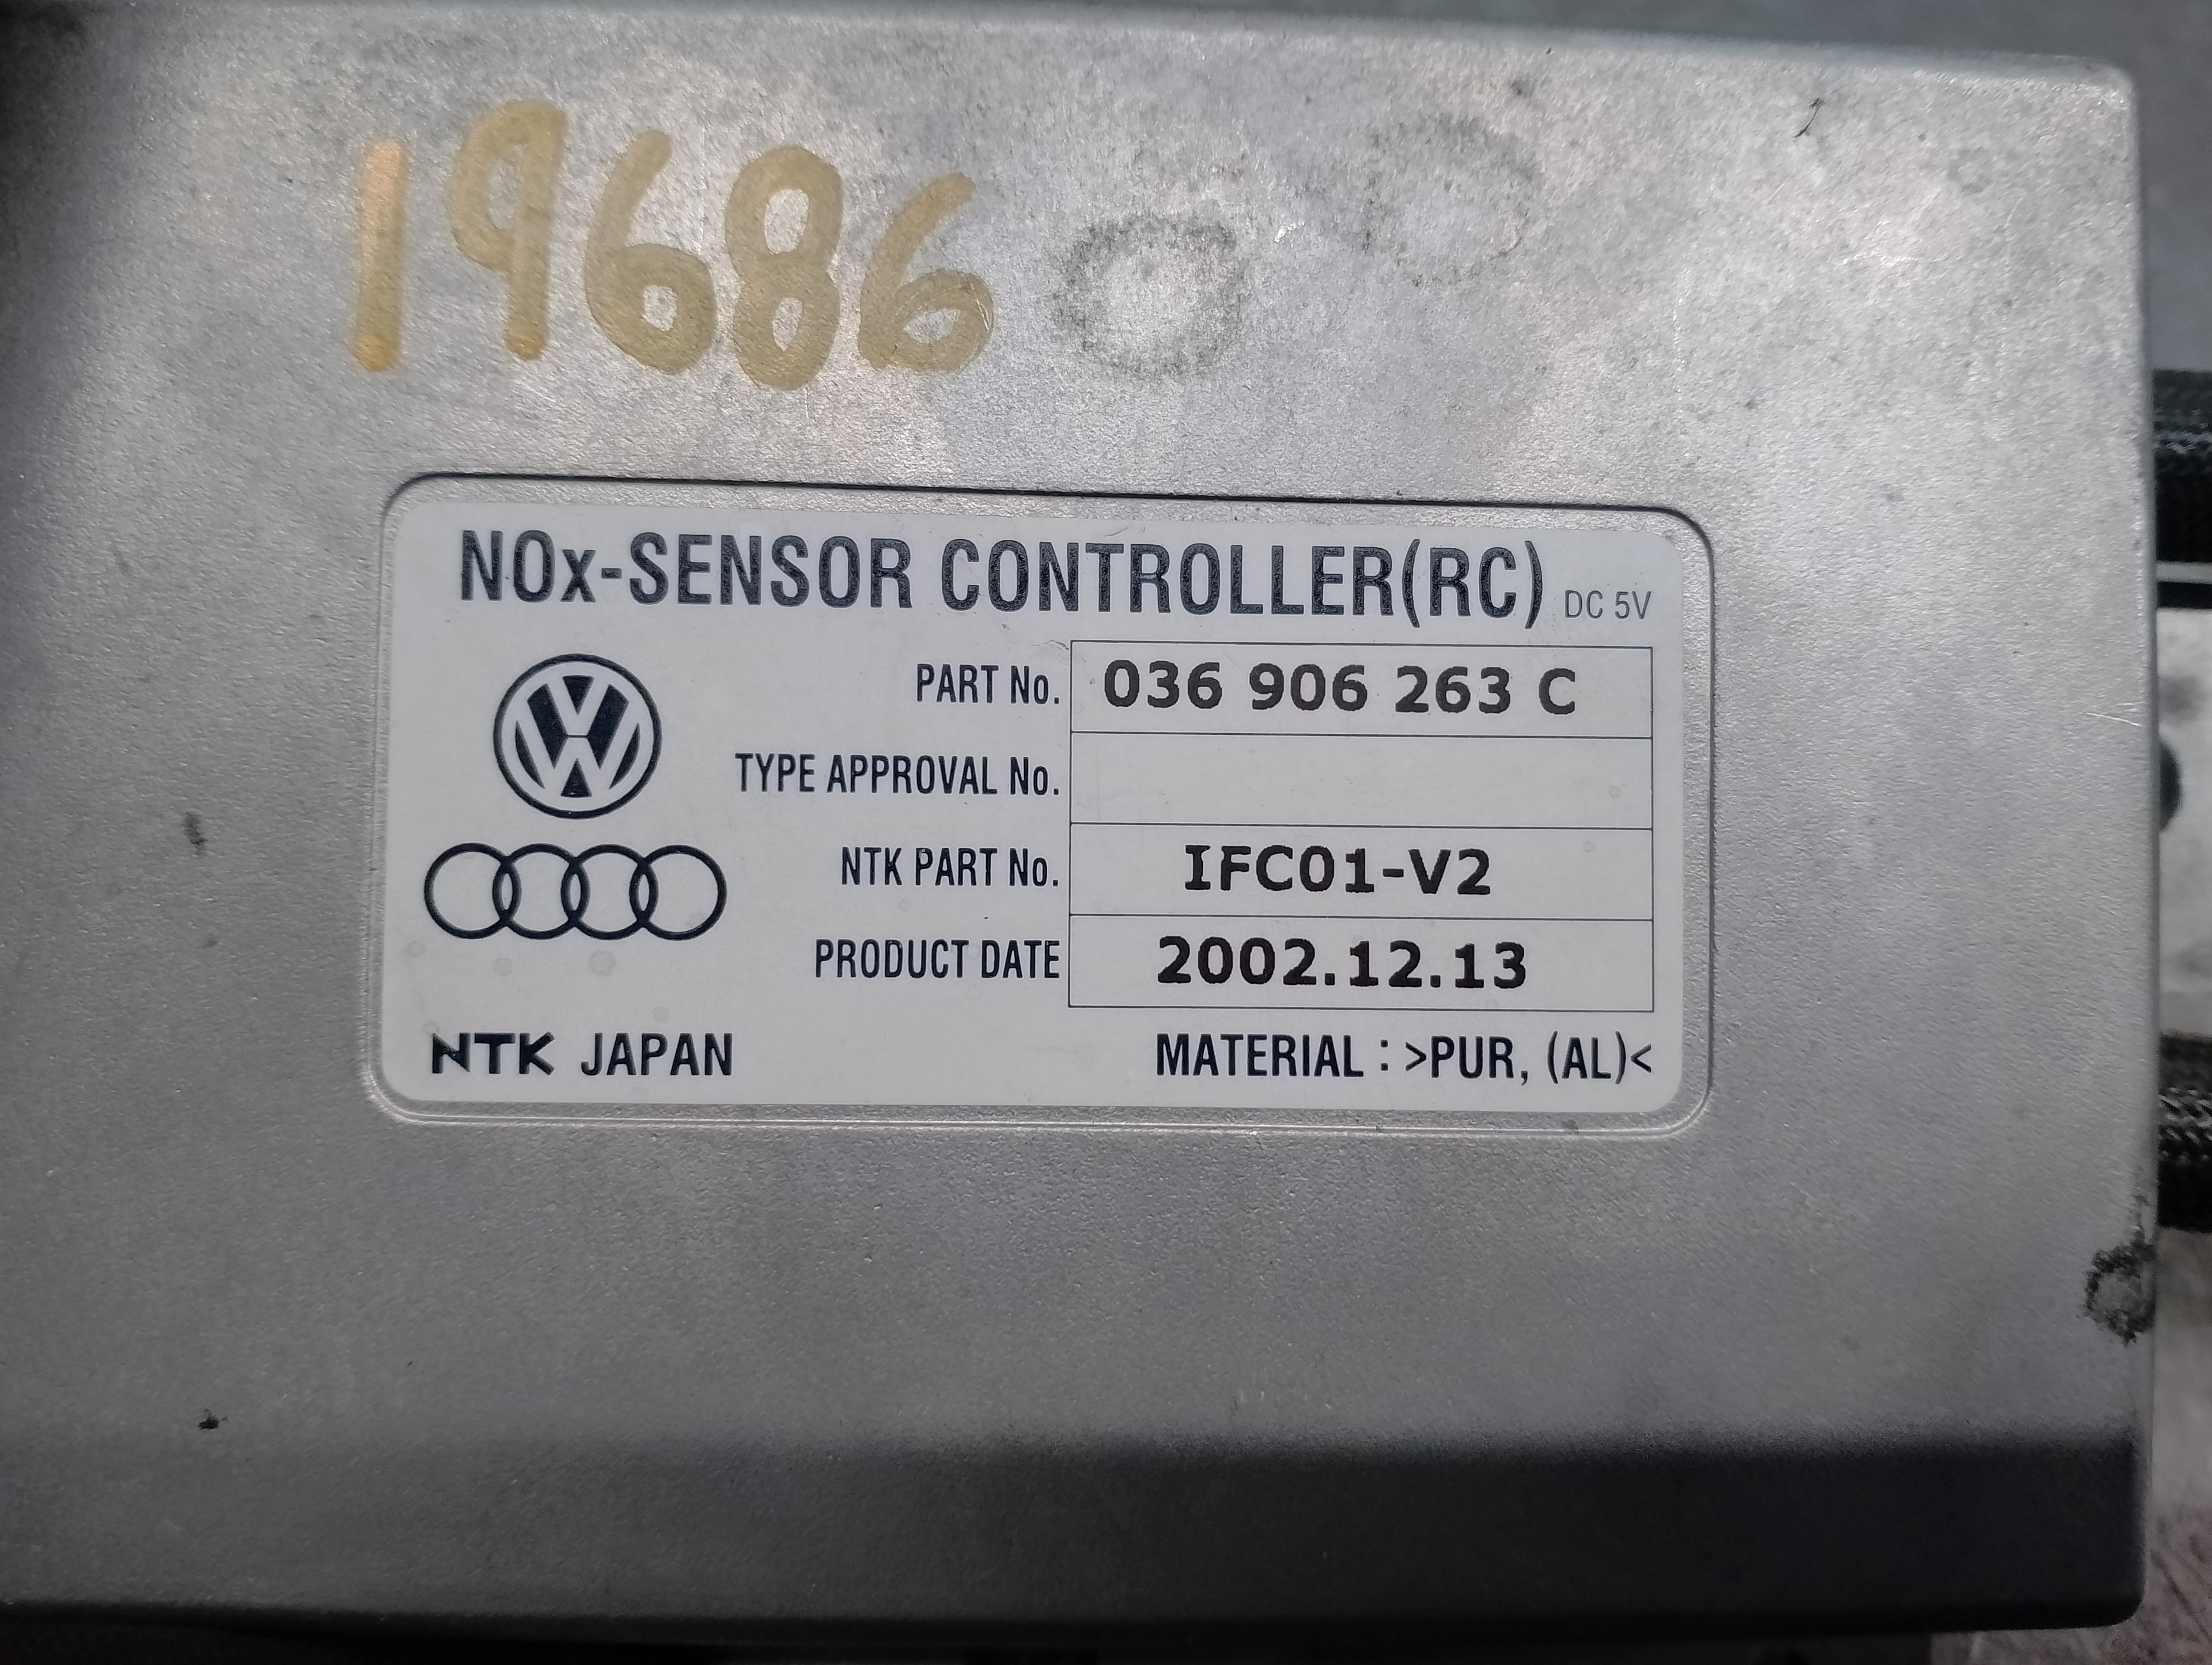 19686
NOx-SENSOR CONTROLLER(RC) DC 5V
PART No. 036 906 263 C
TYPE APPROVAL No.
NTK PART No. IFC01-V2
PRODUCT DATE 2002.12.13
NTK JAPAN MATERIAL : >PUR, (AL)<